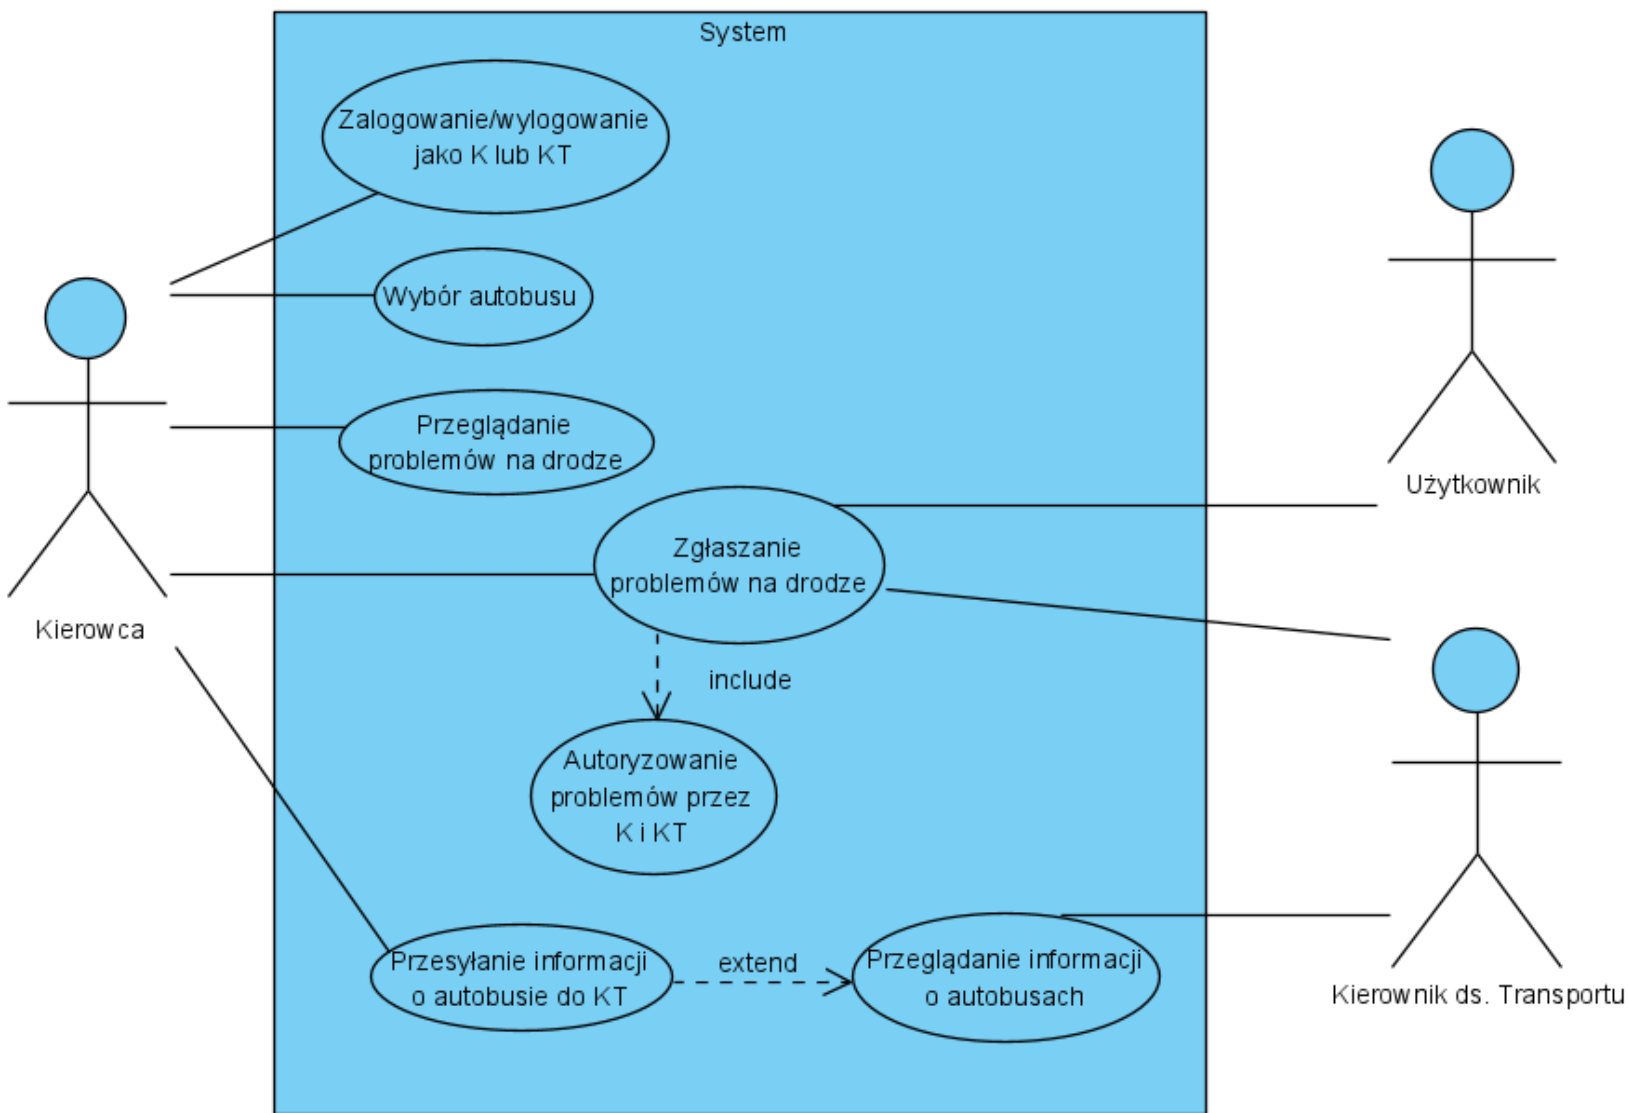 System
Zalogowanie/wylogowanie
jako K lub KT
Wybór autobusu
Przeglądanie
problemów na drodze
Użytkownik
Zgłaszanie
problemów na drodze
Kierowca
include
Autoryzowanie
problemów przez
K i KT
Przesyłanie informacji
o autobusie do KT
extend
Przeglądanie informacji
o autobusach
Kierownik ds. Transportu